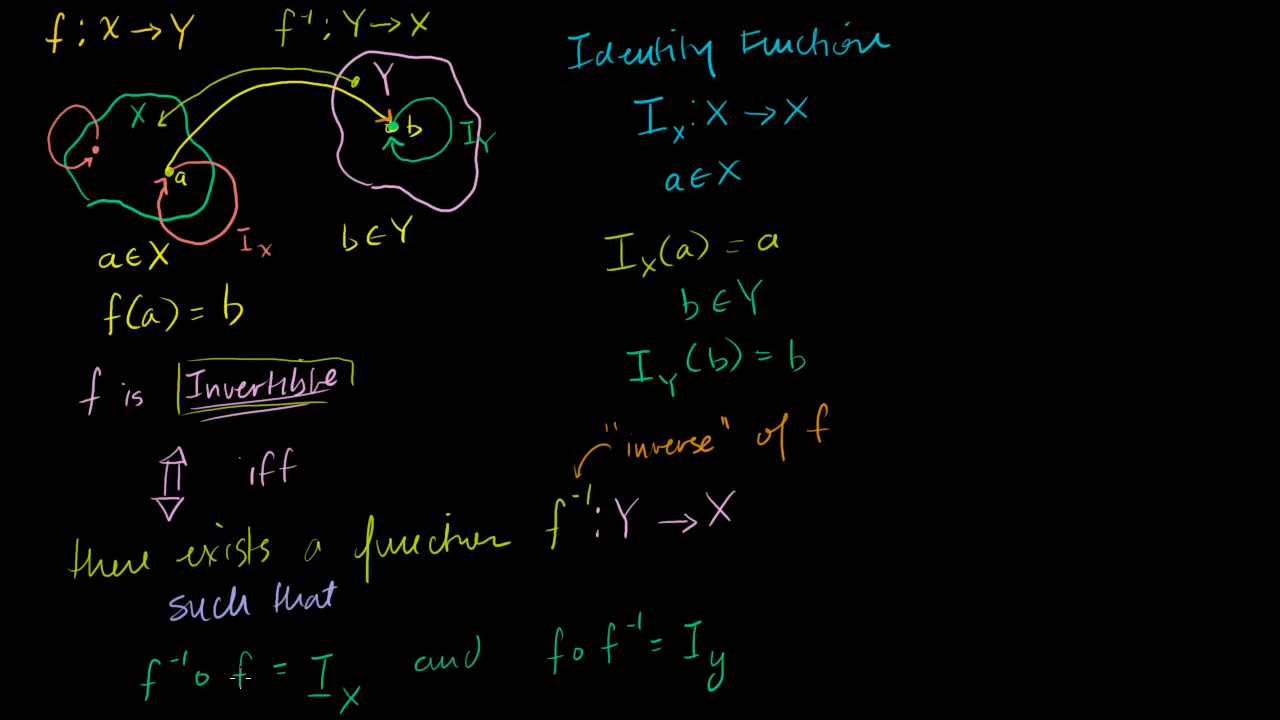 f : X → Y
f⁻¹ : Y → X
X
Y
a
b
I_Y
I_X
a ∈ X
b ∈ Y
f(a) = b
f is Invertible
iff
there exists a function f⁻¹ : Y → X
such that
f⁻¹ ∘ f = I_X and f ∘ f⁻¹ = I_y
Identity Function
I_X : X → X
a ∈ X
I_X(a) = a
b ∈ Y
I_Y(b) = b
"inverse" of f